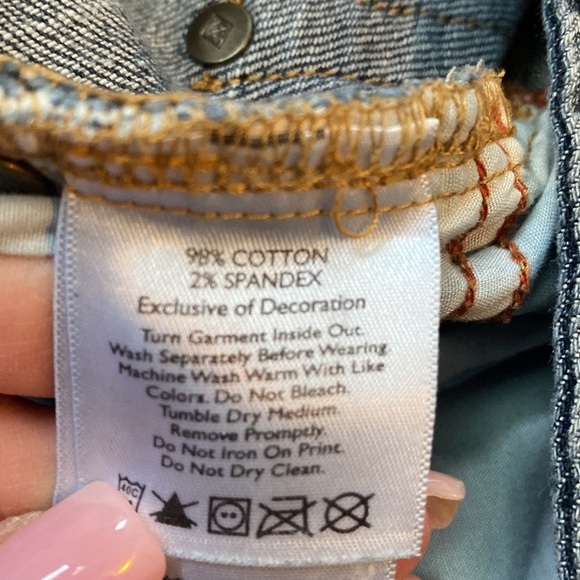 98% COTTON
2% SPANDEX
Exclusive of Decoration
Turn Garment Inside Out.
Wash Separately Before Wearing
Machine Wash Warm With Like
Colors. Do Not Bleach.
Tumble Dry Medium.
Remove Promptly.
Do Not Iron On Print.
Do Not Dry Clean.
40C